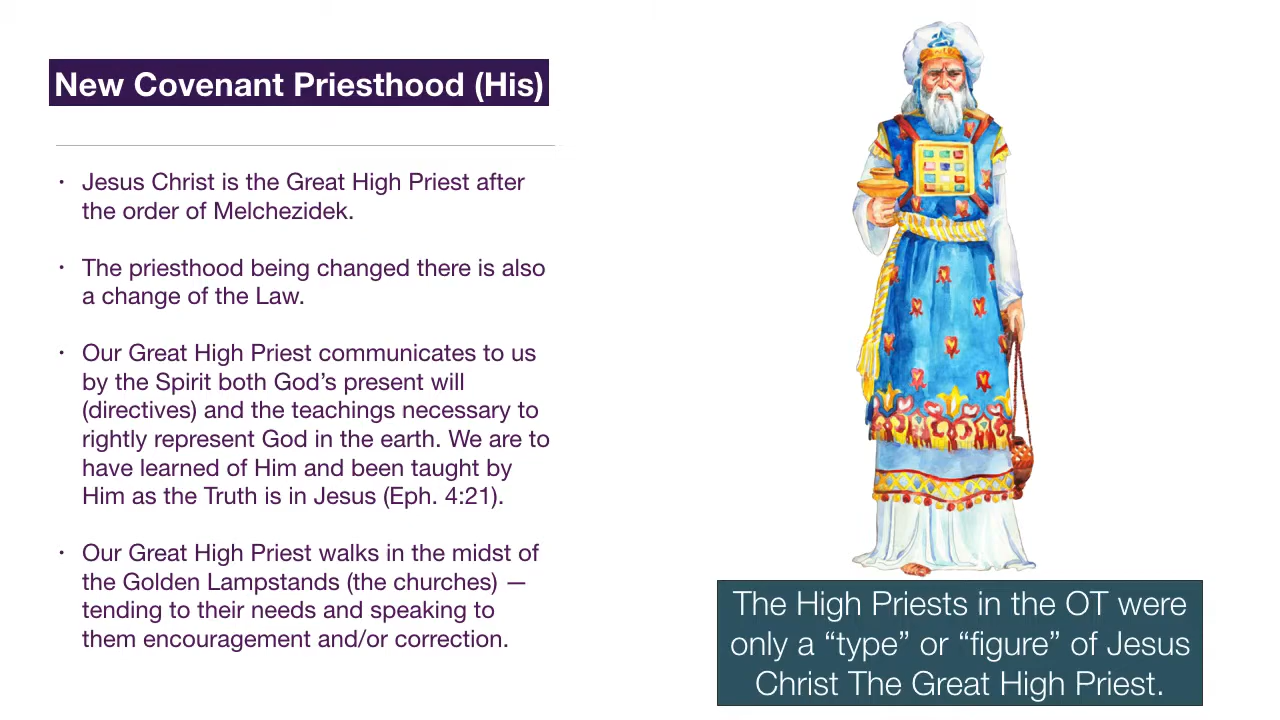 New Covenant Priesthood (His)
· Jesus Christ is the Great High Priest after
the order of Melchezidek.
· The priesthood being changed there is also
a change of the Law.
· Our Great High Priest communicates to us
by the Spirit both God’s present will
(directives) and the teachings necessary to
rightly represent God in the earth. We are to
have learned of Him and been taught by
Him as the Truth is in Jesus (Eph. 4:21).
· Our Great High Priest walks in the midst of
the Golden Lampstands (the churches) —
tending to their needs and speaking to
them encouragement and/or correction.
The High Priests in the OT were
only a “type” or “figure” of Jesus
Christ The Great High Priest.